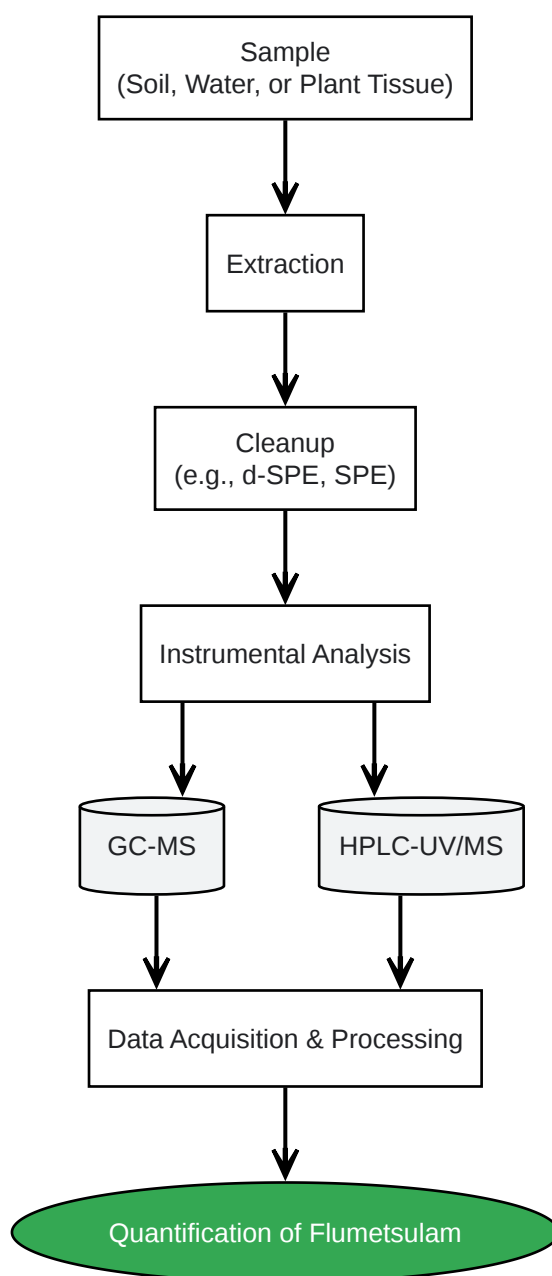 Sample
(Soil, Water, or Plant Tissue)
Extraction
Cleanup
(e.g., d-SPE, SPE)
Instrumental Analysis
GC-MS
HPLC-UV/MS
Data Acquisition & Processing
Quantification of Flumetsulam